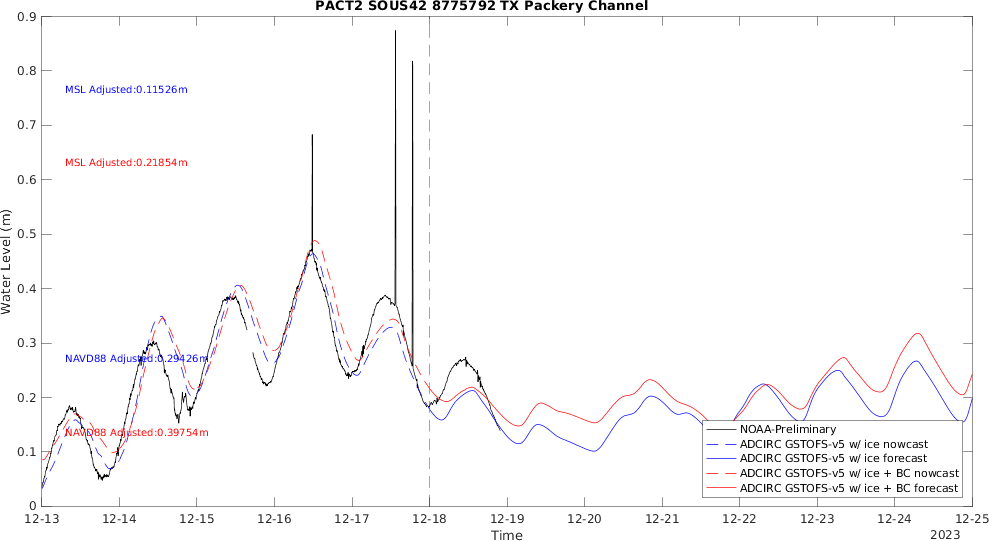 PACT2 SOUS42 8775792 TX Packery Channel
0.9
0.8
0.7
0.6
0.5
0.4
0.3
0.2
0.1
0
Water Level (m)
MSL Adjusted:0.11526m
MSL Adjusted:0.21854m
NAVD88 Adjusted:0.29426m
NAVD88 Adjusted:0.39754m
NOAA-Preliminary
ADCIRC GSTOFS-v5 w/ ice nowcast
ADCIRC GSTOFS-v5 w/ ice forecast
ADCIRC GSTOFS-v5 w/ ice + BC nowcast
ADCIRC GSTOFS-v5 w/ ice + BC forecast
12-13 12-14 12-15 12-16 12-17 12-18 12-19 12-20 12-21 12-22 12-23 12-24 12-25
Time
2023